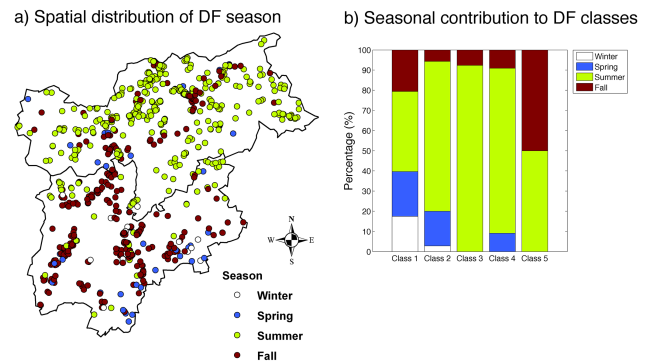 a) Spatial distribution of DF season
N
W E
S
Season
Winter
Spring
Summer
Fall
b) Seasonal contribution to DF classes
Percentage (%)
100
90
80
70
60
50
40
30
20
10
0
Class 1 Class 2 Class 3 Class 4 Class 5
Winter
Spring
Summer
Fall